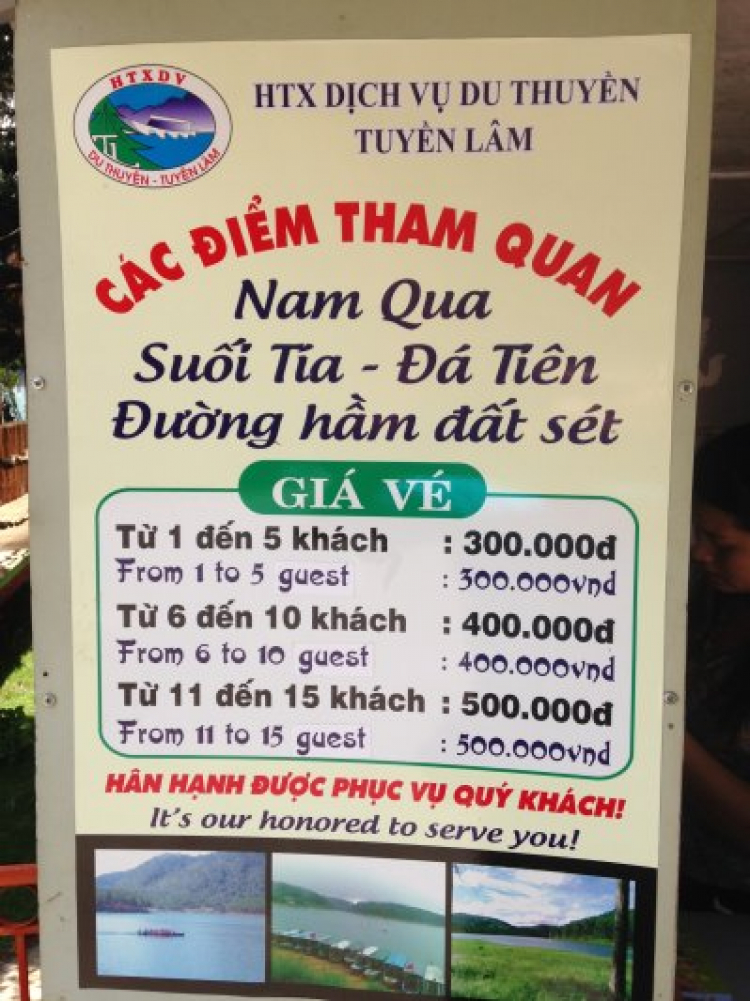 HTXDV
DU THUYỀN - TUYỀN LÂM
HTX DỊCH VỤ DU THUYỀN
TUYỀN LÂM
CÁC ĐIỂM THAM QUAN
Nam Qua
Suối Tía - Đá Tiên
Đường hầm đất sét
GIÁ VÉ
Từ 1 đến 5 khách : 300.000đ
From 1 to 5 guest : 300.000vnd
Từ 6 đến 10 khách : 400.000đ
From 6 to 10 guest : 400.000vnd
Từ 11 đến 15 khách : 500.000đ
From 11 to 15 guest : 500.000vnd
HÂN HẠNH ĐƯỢC PHỤC VỤ QUÝ KHÁCH!
It's our honored to serve you!